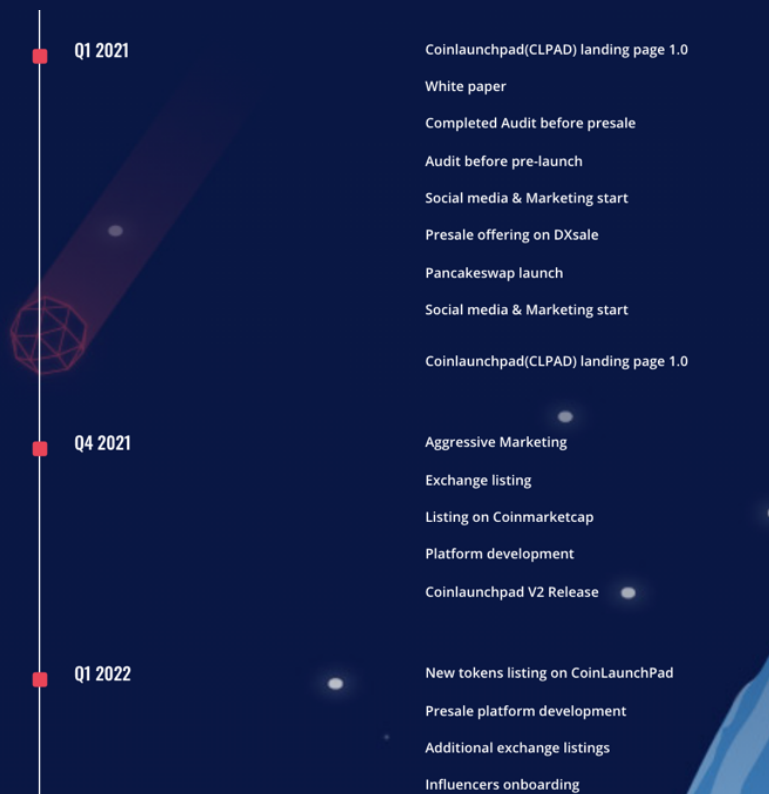 Q1 2021
Coinlaunchpad(CLPAD) landing page 1.0
White paper
Completed Audit before presale
Audit before pre-launch
Social media & Marketing start
Presale offering on DXsale
Pancakeswap launch
Social media & Marketing start
Coinlaunchpad(CLPAD) landing page 1.0
Q4 2021
Aggressive Marketing
Exchange listing
Listing on Coinmarketcap
Platform development
Coinlaunchpad V2 Release
Q1 2022
New tokens listing on CoinLaunchPad
Presale platform development
Additional exchange listings
Influencers onboarding